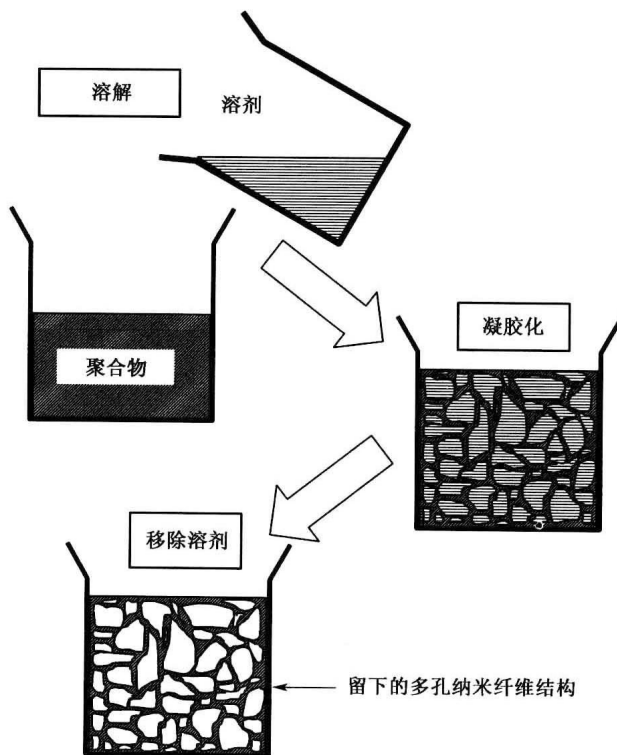 溶解
溶剂
聚合物
凝胶化
移除溶剂
留下的多孔纳米纤维结构